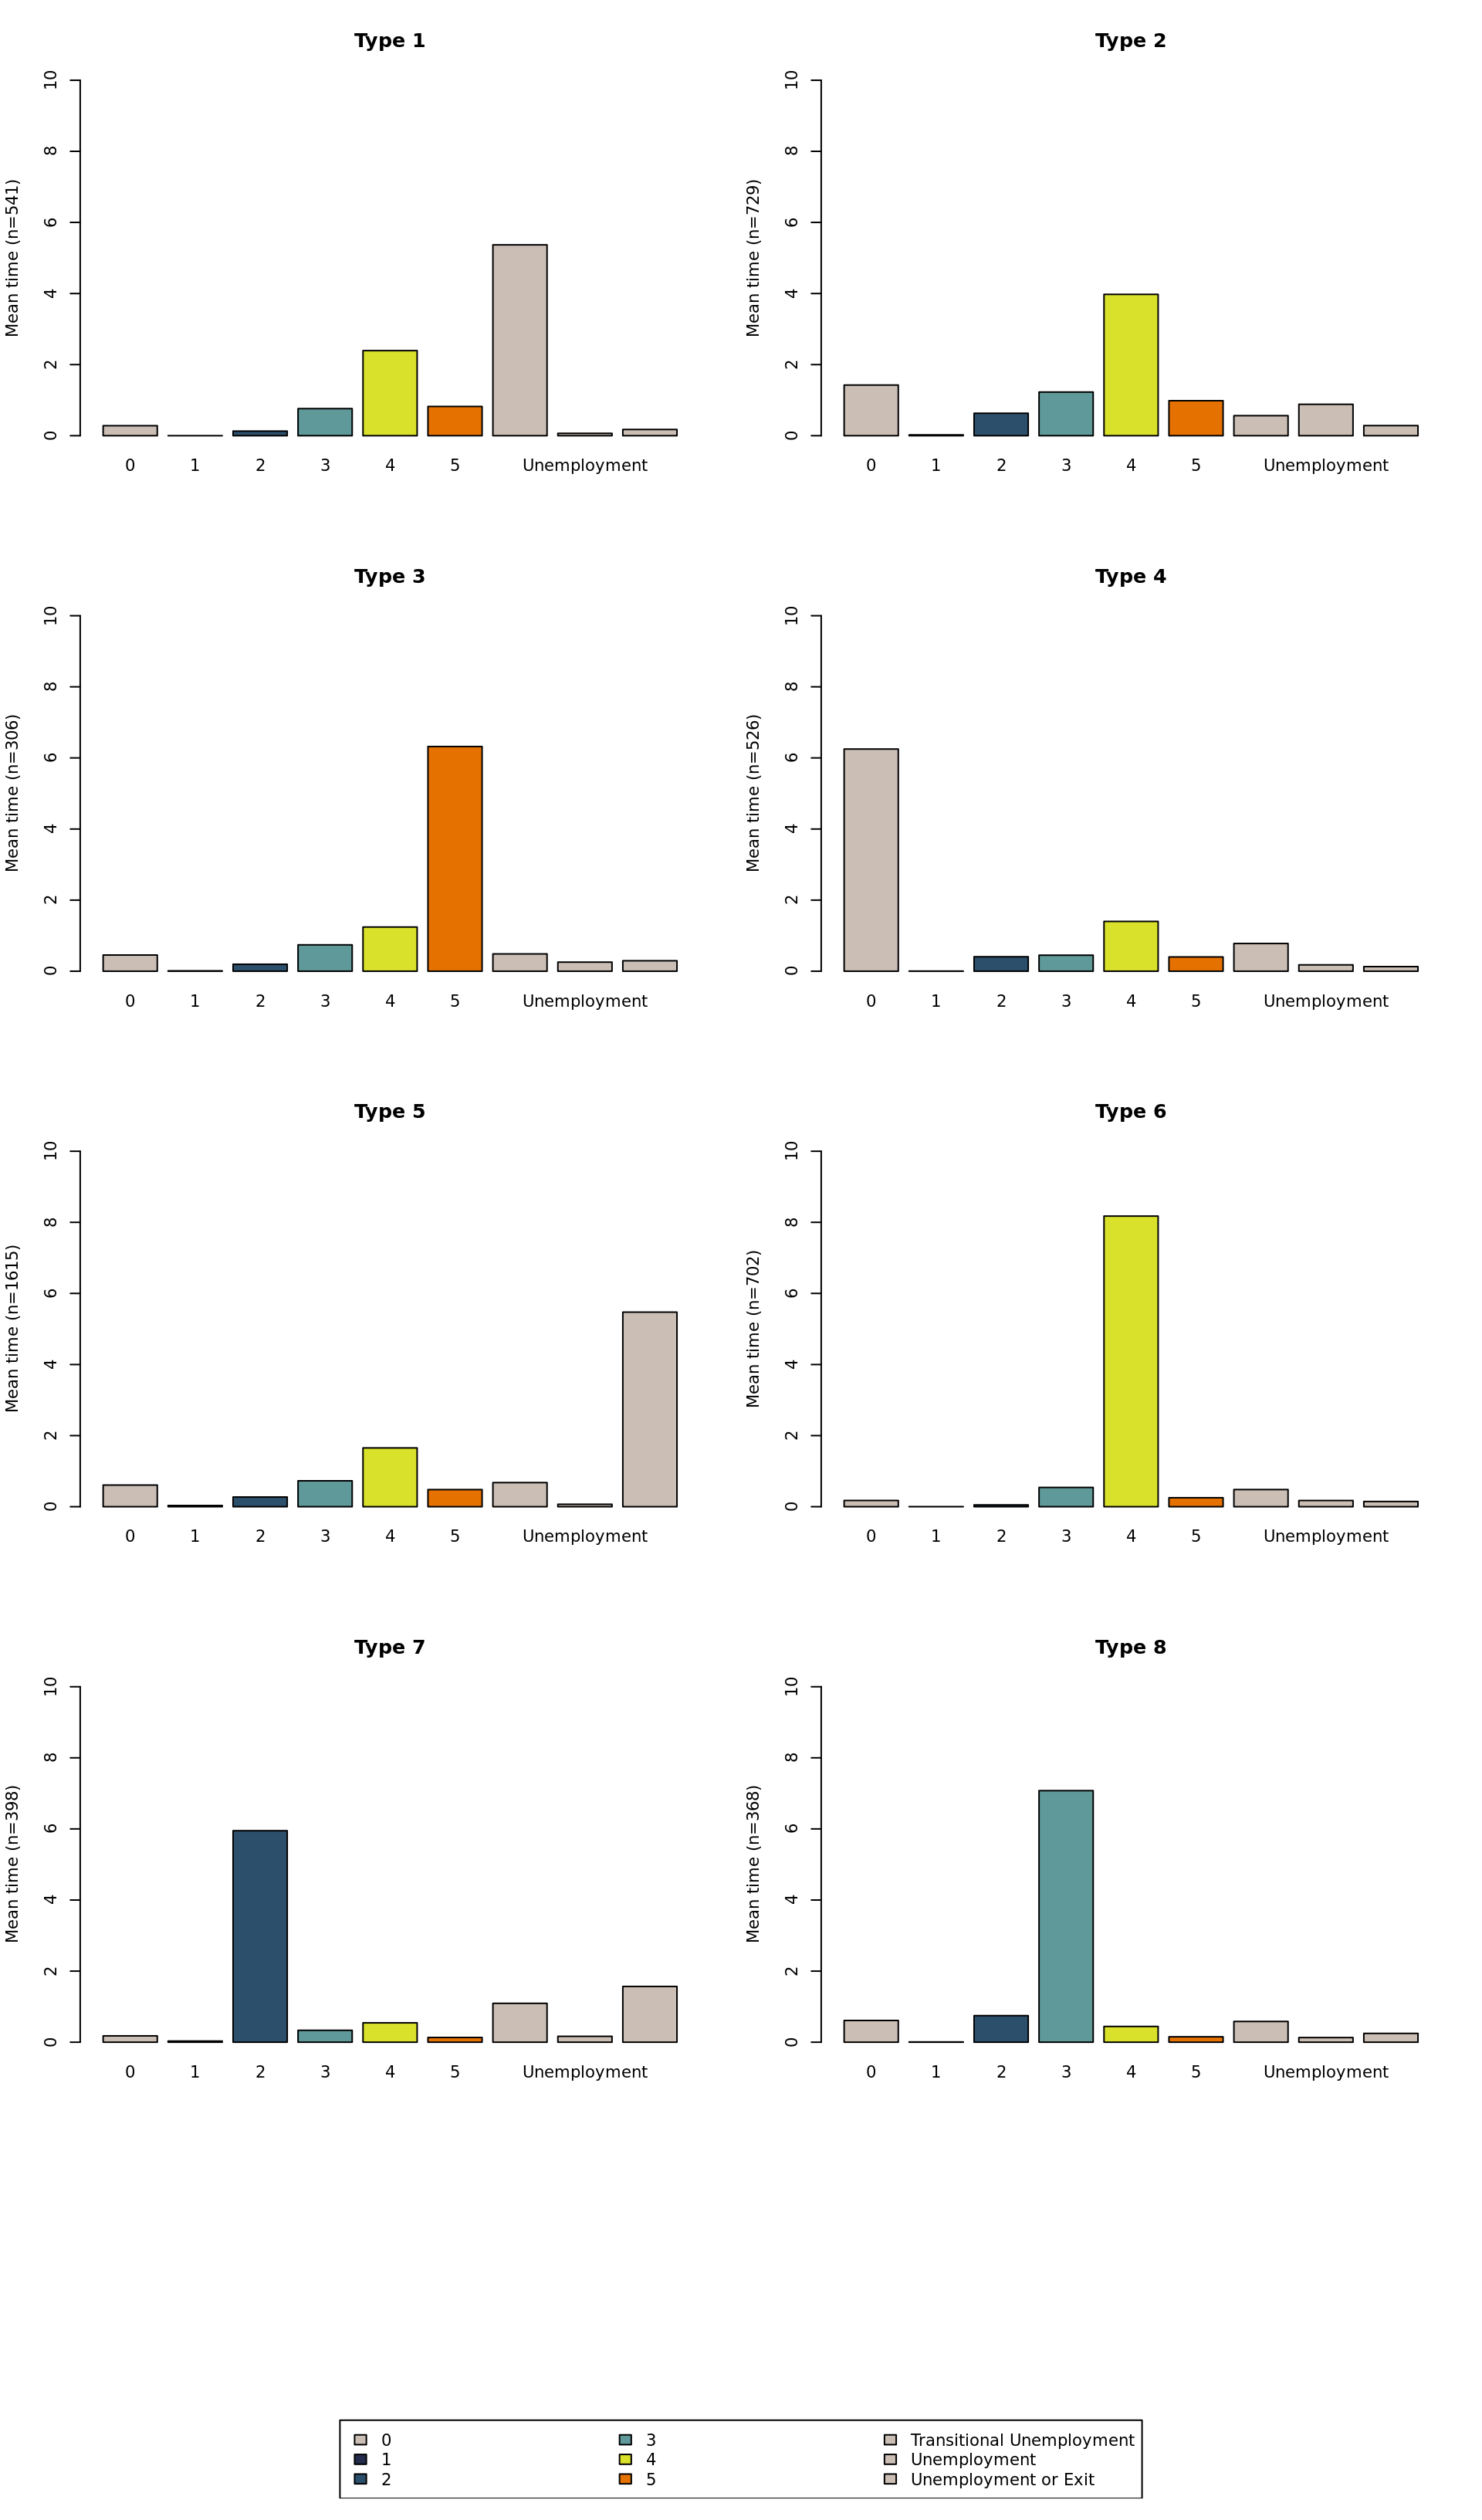 Type 1
Mean time (n=541)
10
8
6
4
2
0
0 1 2 3 4 5 Unemployment
Type 2
Mean time (n=729)
10
8
6
4
2
0
0 1 2 3 4 5 Unemployment
Type 3
Mean time (n=306)
10
8
6
4
2
0
0 1 2 3 4 5 Unemployment
Type 4
Mean time (n=526)
10
8
6
4
2
0
0 1 2 3 4 5 Unemployment
Type 5
Mean time (n=1615)
10
8
6
4
2
0
0 1 2 3 4 5 Unemployment
Type 6
Mean time (n=702)
10
8
6
4
2
0
0 1 2 3 4 5 Unemployment
Type 7
Mean time (n=398)
10
8
6
4
2
0
0 1 2 3 4 5 Unemployment
Type 8
Mean time (n=368)
10
8
6
4
2
0
0 1 2 3 4 5 Unemployment
0 3 Transitional Unemployment
1 4 Unemployment
2 5 Unemployment or Exit